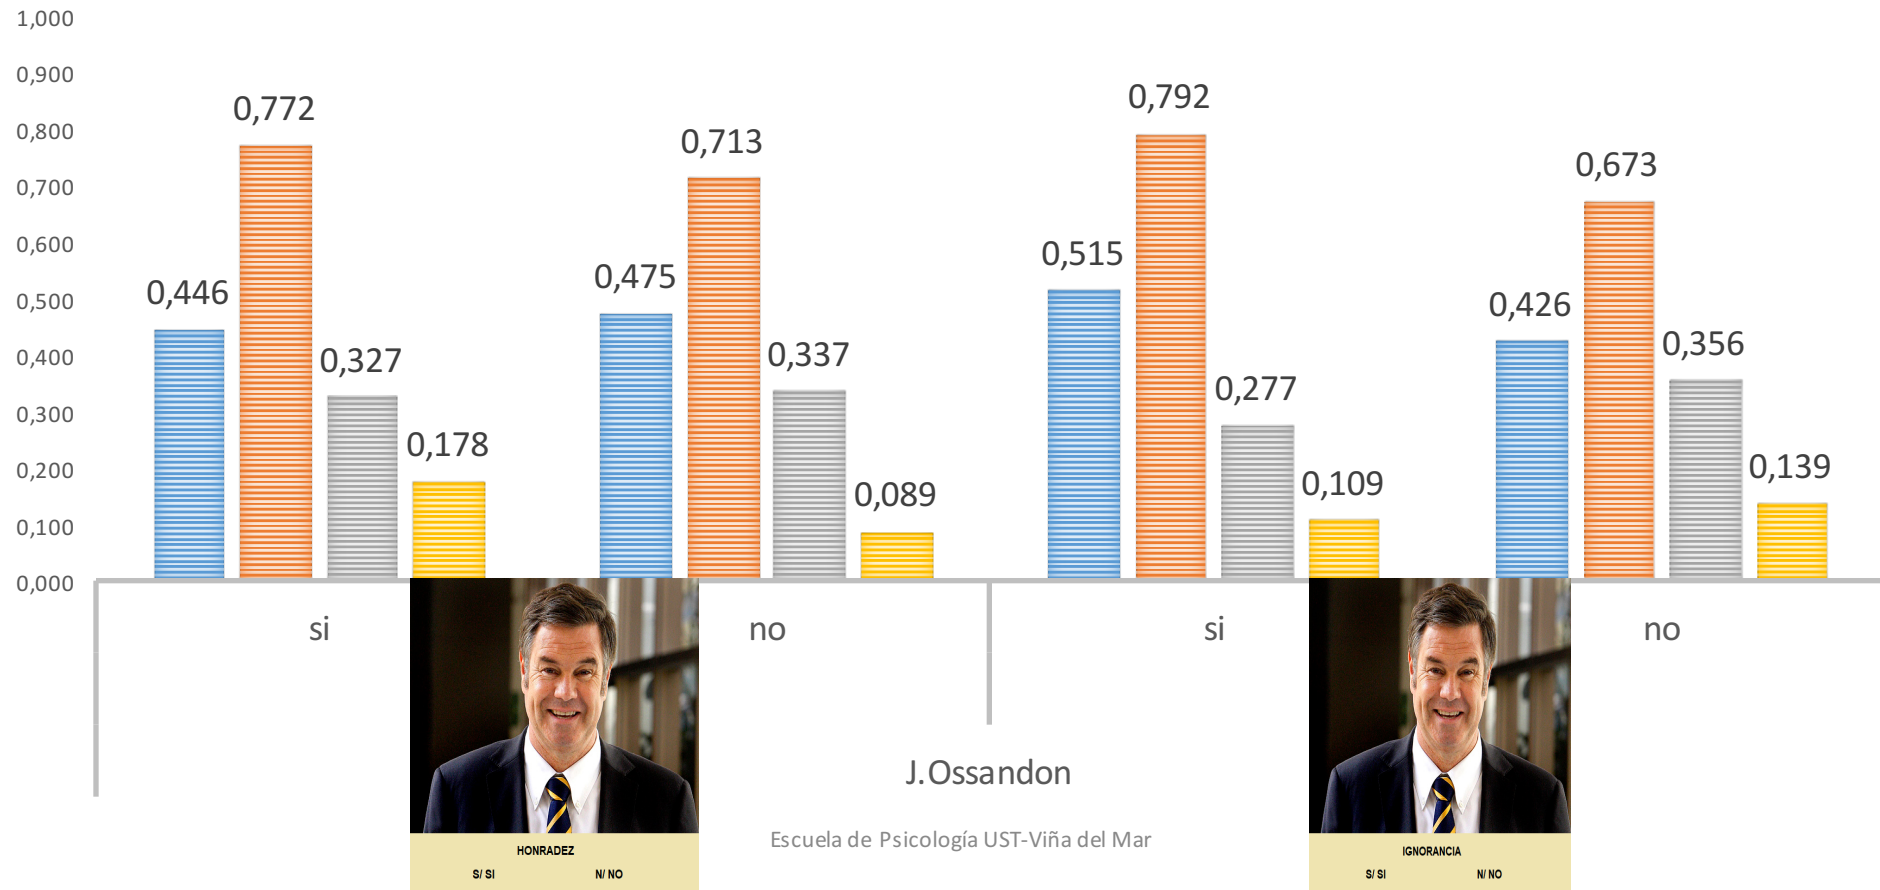 1,000
0,900
0,800
0,700
0,600
0,500
0,400
0,300
0,200
0,100
0,000
0,446
0,772
0,327
0,178
0,475
0,713
0,337
0,089
0,515
0,792
0,277
0,109
0,426
0,673
0,356
0,139
si
no
si
no
J.Ossandon
Escuela de Psicología UST-Viña del Mar
HONRADEZ
S/ SI N/ NO
IGNORANCIA
S/ SI N/ NO